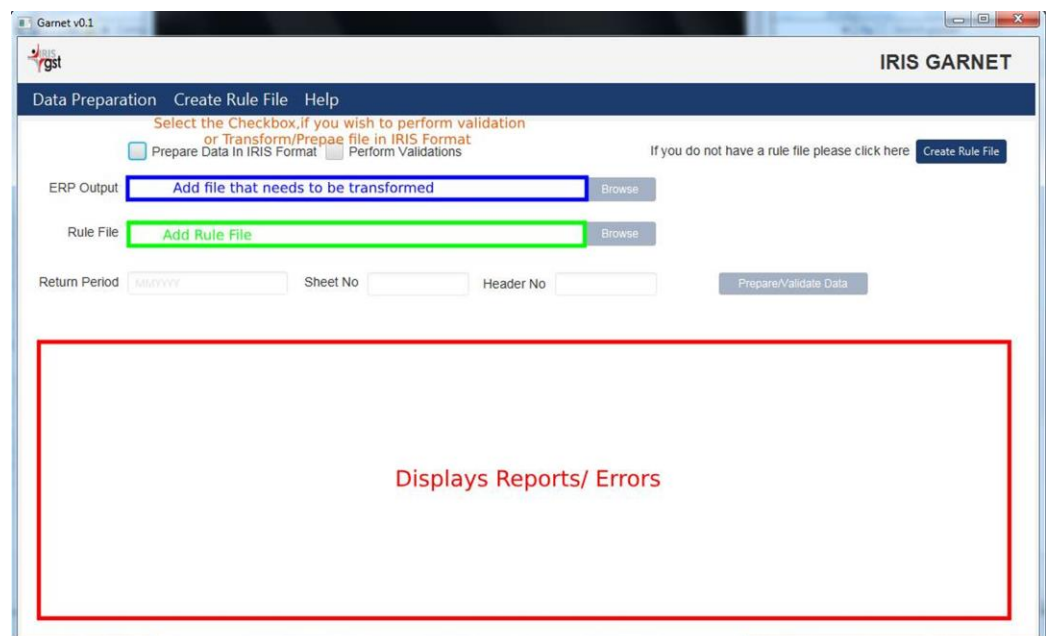 Garnet v0.1
IRIS
gst
IRIS GARNET
Data Preparation Create Rule File Help
Select the Checkbox,if you wish to perform validation
or Transform/Prepae file in IRIS Format
Prepare Data In IRIS Format Perform Validations
If you do not have a rule file please click here Create Rule File
ERP Output Add file that needs to be transformed Browse
Rule File Add Rule File Browse
Return Period MMYYYY Sheet No Header No Prepare/Validate Data
Displays Reports/ Errors